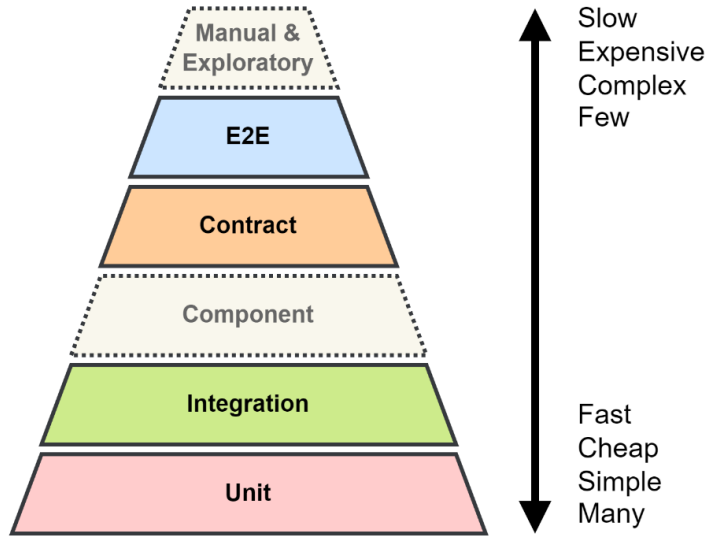 Manual &
Exploratory
E2E
Contract
Component
Integration
Unit
Slow
Expensive
Complex
Few
Fast
Cheap
Simple
Many